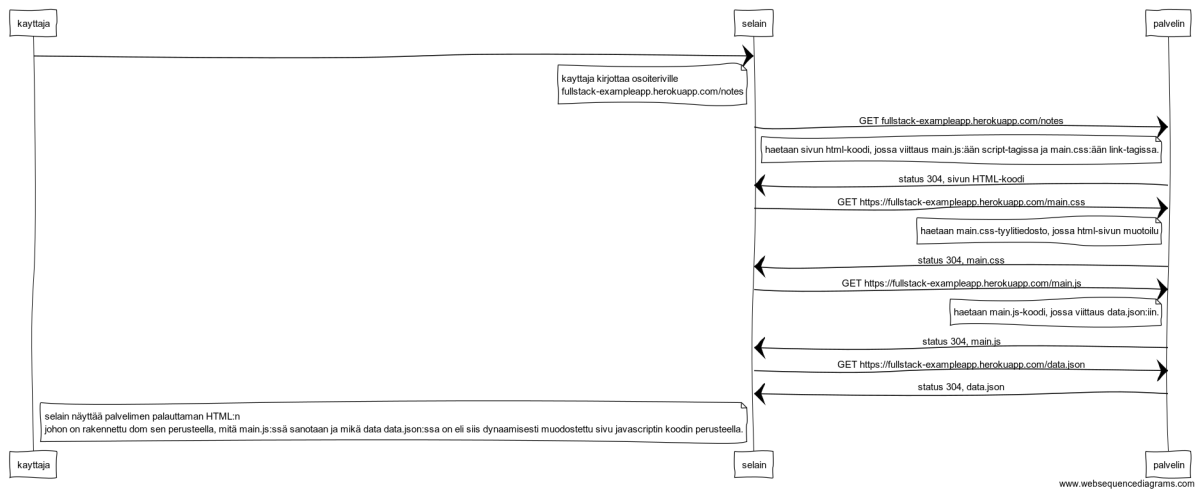 kayttaja
selain
palvelin
kayttaja kirjottaa osoiteriville
fullstack-exampleapp.herokuapp.com/notes
GET fullstack-exampleapp.herokuapp.com/notes
haetaan sivun html-koodi, jossa viittaus main.js:ään script-tagissa ja main.css:ään link-tagissa.
status 304, sivun HTML-koodi
GET https://fullstack-exampleapp.herokuapp.com/main.css
haetaan main.css-tyylitiedosto, jossa html-sivun muotoilu
status 304, main.css
GET https://fullstack-exampleapp.herokuapp.com/main.js
haetaan main.js-koodi, jossa viittaus data.json:iin.
status 304, main.js
GET https://fullstack-exampleapp.herokuapp.com/data.json
status 304, data.json
selain näyttää palvelimen palauttaman HTML:n
johon on rakennettu dom sen perusteella, mitä main.js:ssä sanotaan ja mikä data data.json:ssa on eli siis dynaamisesti muodostettu sivu javascriptin koodin perusteella.
kayttaja
selain
palvelin
www.websequencediagrams.com